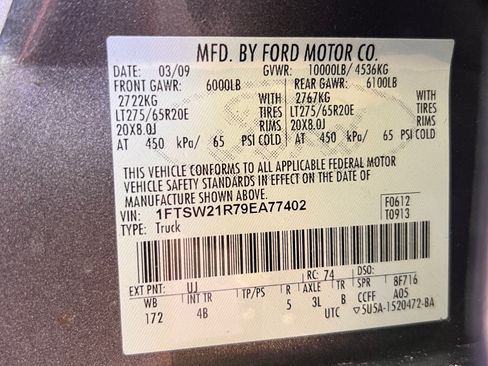 MFD. BY FORD MOTOR CO.
DATE: 03/09 GVWR: 10000LB/ 4536KG
FRONT GAWR: 6000LB REAR GAWR: 6100LB
2722KG WITH 2767KG WITH
LT275/65R20E TIRES LT275/65R20E TIRES
20X8.0J RIMS 20X8.0J RIMS
AT 450 kPa/ 65 PSI COLD AT 450 kPa/ 65 PSI COLD
THIS VEHICLE CONFORMS TO ALL APPLICABLE FEDERAL MOTOR
VEHICLE SAFETY STANDARDS IN EFFECT ON THE DATE OF
MANUFACTURE SHOWN ABOVE.
VIN: 1FTSW21R79EA77402 F0612
TYPE: Truck T0913
EXT PNT: UJ RC: 74 DSO:
WB INT TR TP/PS R AXLE TR SPR 8F716
172 4B 5 3L B CCFF A05
UTC ▽5U5A-1520472-BA